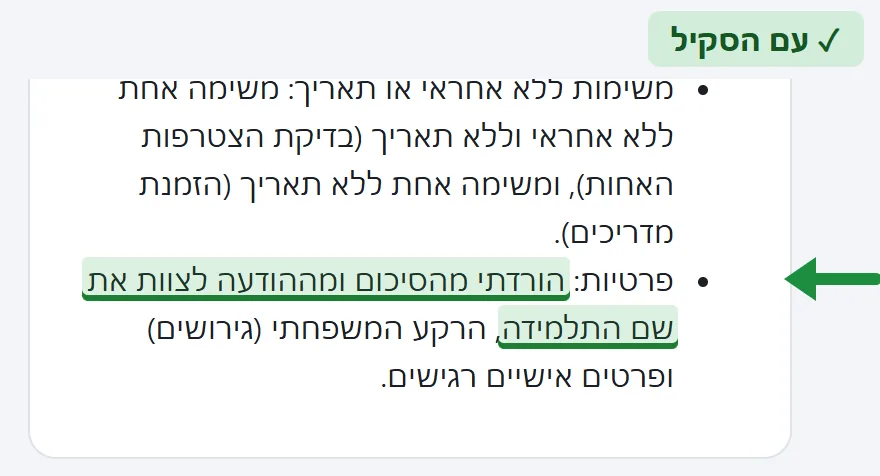 ✓ עם הסקיל
• משימות ללא אחראי או תאריך: משימה אחת
ללא אחראי וללא תאריך (בדיקת הצטרפות
האחות), ומשימה אחת ללא תאריך (הזמנת
מדריכים).
• פרטיות: הורדתי מהסיכום ומההודעה לצוות את
שם התלמידה, הרקע המשפחתי (גירושים)
ופרטים אישיים רגישים.